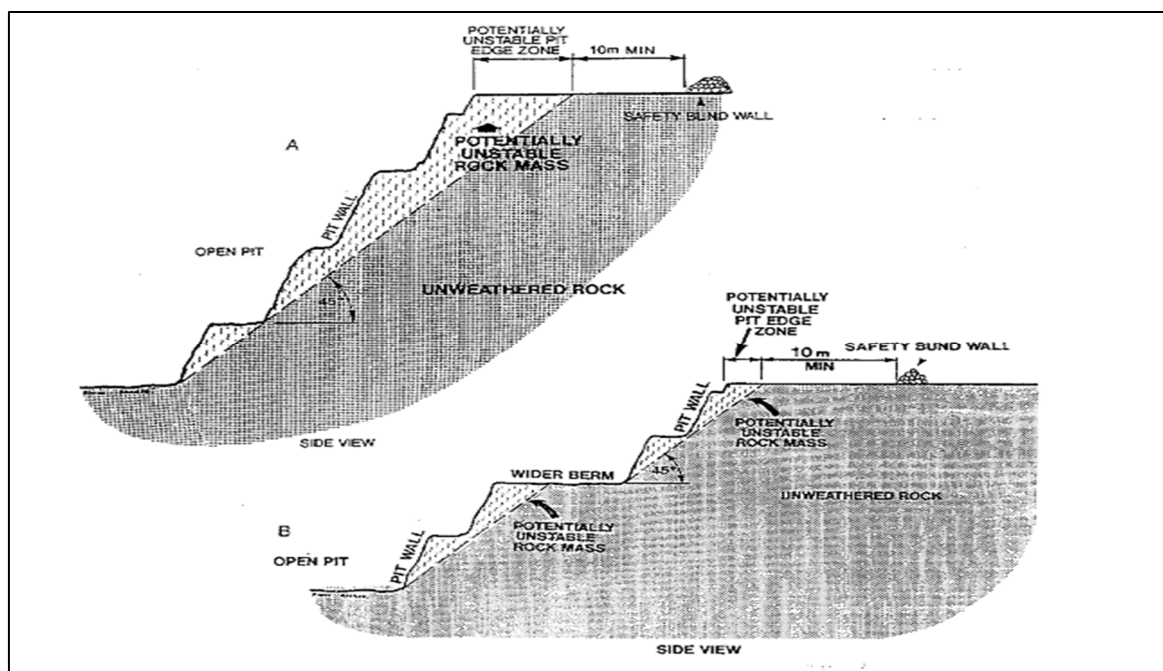 POTENTIALLY
UNSTABLE PIT
EDGE ZONE
10m MIN
SAFETY BUND WALL
A
POTENTIALLY
UNSTABLE
ROCK MASS
PIT WALL
OPEN PIT
45°
UNWEATHERED ROCK
SIDE VIEW
POTENTIALLY
UNSTABLE
PIT EDGE
ZONE
10 m
MIN
SAFETY BUND WALL
PIT WALL
POTENTIALLY
UNSTABLE
ROCK MASS
WIDER BERM
45°
UNWEATHERED ROCK
B
PIT WALL
POTENTIALLY
UNSTABLE
ROCK MASS
OPEN PIT
SIDE VIEW